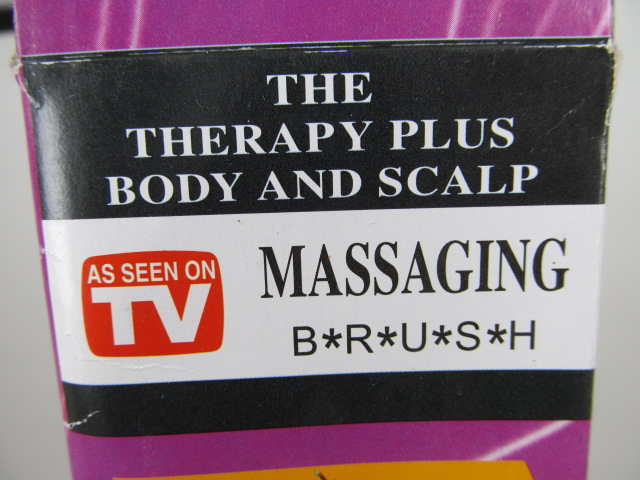 THE
THERAPY PLUS
BODY AND SCALP
AS SEEN ON
TV
MASSAGING
B*R*U*S*H